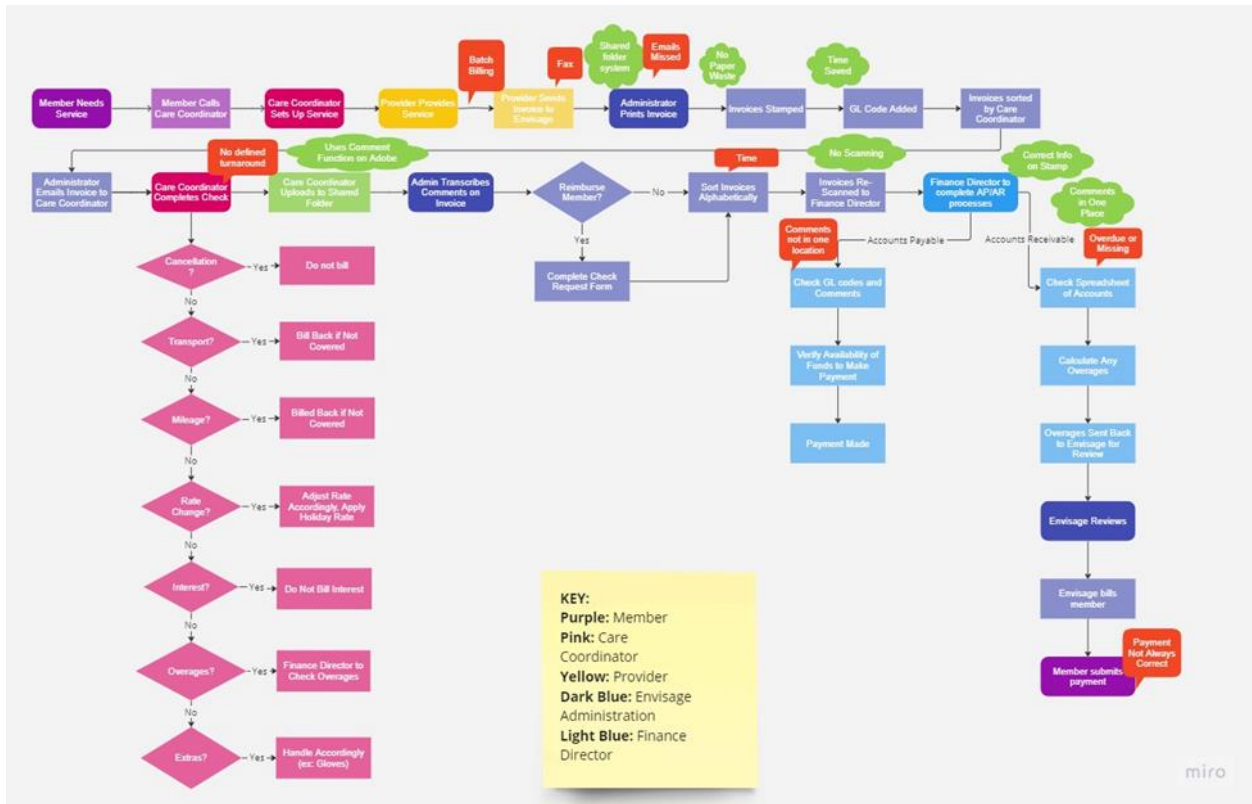 Batch
Billing
Fax
Shared
folder
system
Emails
Missed
No
Paper
Waste
Time
Saved
Member Needs
Service
Member Calls
Care Coordinator
Care Coordinator
Sets Up Service
Provider Provides
Service
Provider Sends
Invoice to
Envisage
Administrator
Prints Invoice
Invoices Stamped
GL Code Added
Invoices sorted
by Care
Coordinator
No defined
turnaround
Uses Comment
Function on Adobe
Time
No Scanning
Correct Info
on Stamp
Comments
in One
Place
Administrator
Emails Invoice to
Care Coordinator
Care Coordinator
Completes Check
Care Coordinator
Uploads to Shared
Folder
Admin Transcribes
Comments on
Invoice
Reimburse
Member?
No
Sort Invoices
Alphabetically
Invoices Re-
Scanned to
Finance Director
Finance Director to
complete AP/AR
processes
Yes
Complete Check
Request Form
Comments
not in one
location
Accounts Payable
Accounts Receivable
Overdue or
Missing
Cancellation
?
Yes
Do not bill
No
Transport?
Yes
Bill Back if Not
Covered
No
Mileage?
Yes
Billed Back if Not
Covered
No
Rate
Change?
Yes
Adjust Rate
Accordingly, Apply
Holiday Rate
No
Interest?
Yes
Do Not Bill Interest
No
Overages?
Yes
Finance Director to
Check Overages
No
Extras?
Yes
Handle Accordingly
(ex: Gloves)
Check GL codes and
Comments
Verify Availability of
Funds to Make
Payment
Payment Made
Check Spreadsheet
of Accounts
Calculate Any
Overages
Overages Sent Back
to Envisage for
Review
Envisage Reviews
Envisage bills
member
Payment
Not Always
Correct
Member submits
payment
KEY:
Purple: Member
Pink: Care
Coordinator
Yellow: Provider
Dark Blue: Envisage
Administration
Light Blue: Finance
Director
miro